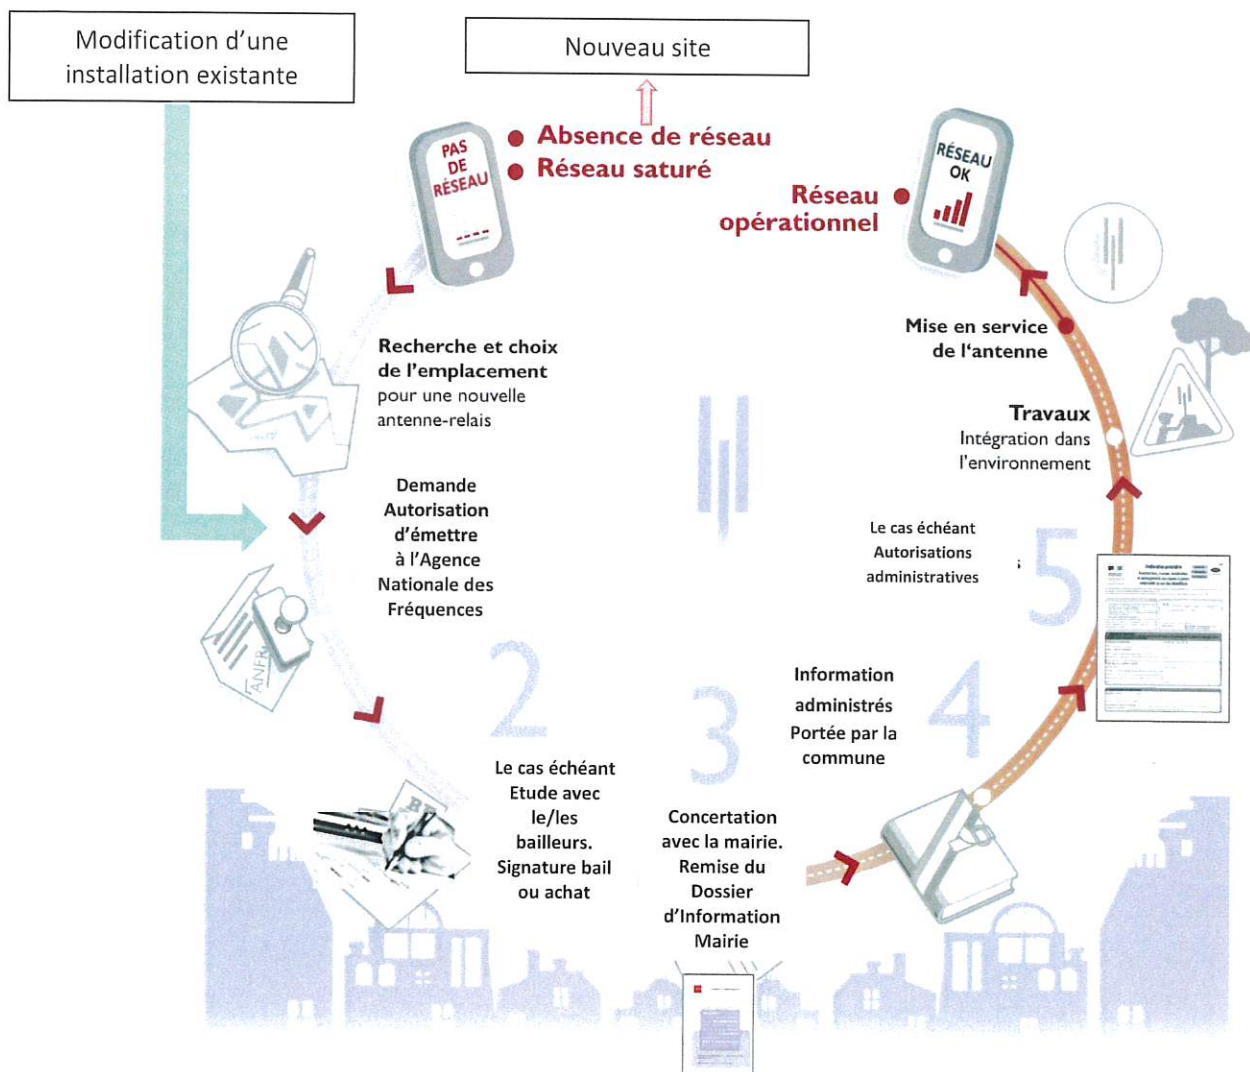 Modification d’une
installation existante
Nouveau site
Absence de réseau
Réseau saturé
PAS
DE
RÉSEAU
RÉSEAU
OK
Réseau
opérationnel
Recherche et choix
de l’emplacement
pour une nouvelle
antenne-relais
Demande
Autorisation
d’émettre
à l’Agence
Nationale des
Fréquences
ANFR
2
Le cas échéant
Etude avec
le/les
bailleurs.
Signature bail
ou achat
3
Concertation
avec la mairie.
Remise du
Dossier
d’Information
Mairie
4
Information
administrés
Portée par la
commune
5
Le cas échéant
Autorisations
administratives
Travaux
Intégration dans
l’environnement
Mise en service
de l‘antenne